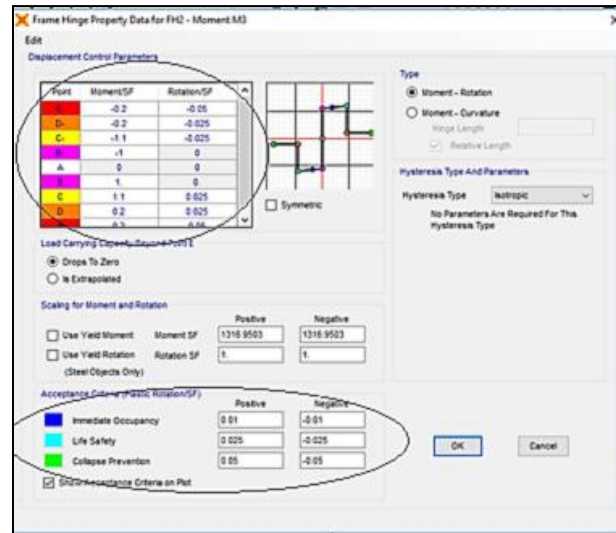 Frame Hinge Property Data for FH2 - Moment M3
Edit
Displacement Control Parameters
Point Moment/SF Rotation/SF
E- -0.2 -0.05
D- -0.2 -0.025
C- -1.1 -0.025
B- -1 0
A 0 0
B 1. 0.
C 1.1 0.025
D 0.2 0.025
0.2 0.05
Symmetric
Load Carrying Capacity Beyond Point E
Drops To Zero
Is Extrapolated
Scaling for Moment and Rotation
Positive Negative
Use Yield Moment Moment SF 1316.9503 1316.9503
Use Yield Rotation Rotation SF 1. 1.
(Steel Objects Only)
Acceptance Criteria (Plastic Rotation/SF)
Positive Negative
Immediate Occupancy 0.01 -0.01
Life Safety 0.025 -0.025
Collapse Prevention 0.05 -0.05
Show Acceptance Criteria on Plot
Type
Moment - Rotation
Moment - Curvature
Hinge Length
Relative Length
Hysteresis Type And Parameters
Hysteresis Type Isotropic
No Parameters Are Required For This
Hysteresis Type
OK Cancel